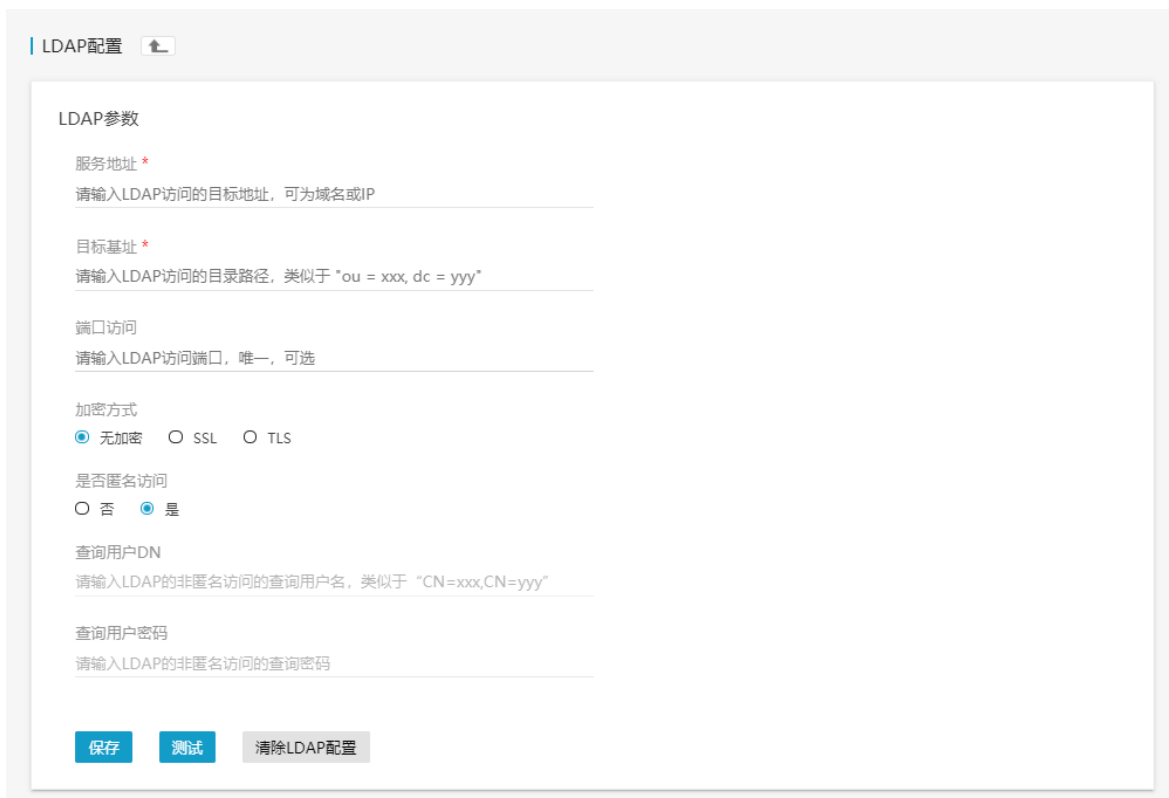 LDAP配置
LDAP参数
服务地址 *
请输入LDAP访问的目标地址，可为域名或IP
目标基址 *
请输入LDAP访问的目录路径，类似于 "ou = xxx, dc = yyy"
端口访问
请输入LDAP访问端口，唯一，可选
加密方式
无加密 SSL TLS
是否匿名访问
否 是
查询用户DN
请输入LDAP的非匿名访问的查询用户名，类似于 “CN=xxx,CN=yyy”
查询用户密码
请输入LDAP的非匿名访问的查询密码
保存 测试 清除LDAP配置